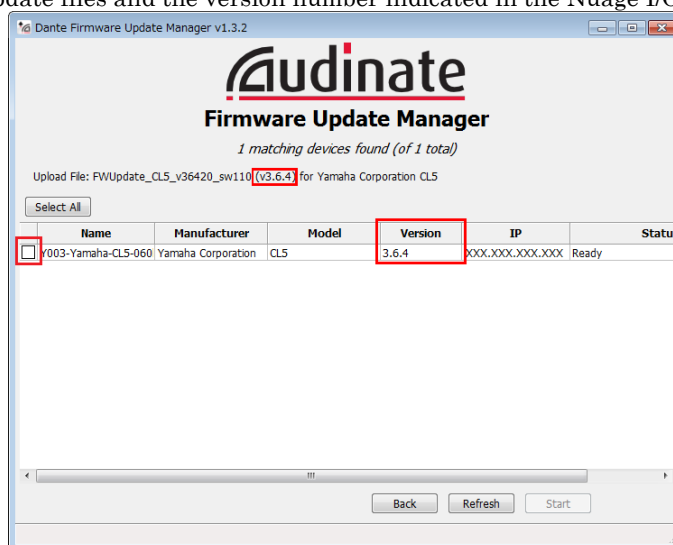 pdate files and the version number indicated in the Nuage I/O
Dante Firmware Update Manager v1.3.2
Audinate
Firmware Update Manager
1 matching devices found (of 1 total)
Upload File: FWUpdate_CL5_v36420_sw110 (v3.6.4) for Yamaha Corporation CL5
Select All
Name Manufacturer Model Version IP Statu
Y003-Yamaha-CL5-060 Yamaha Corporation CL5 3.6.4 XXX.XXX.XXX.XXX Ready
Back Refresh Start